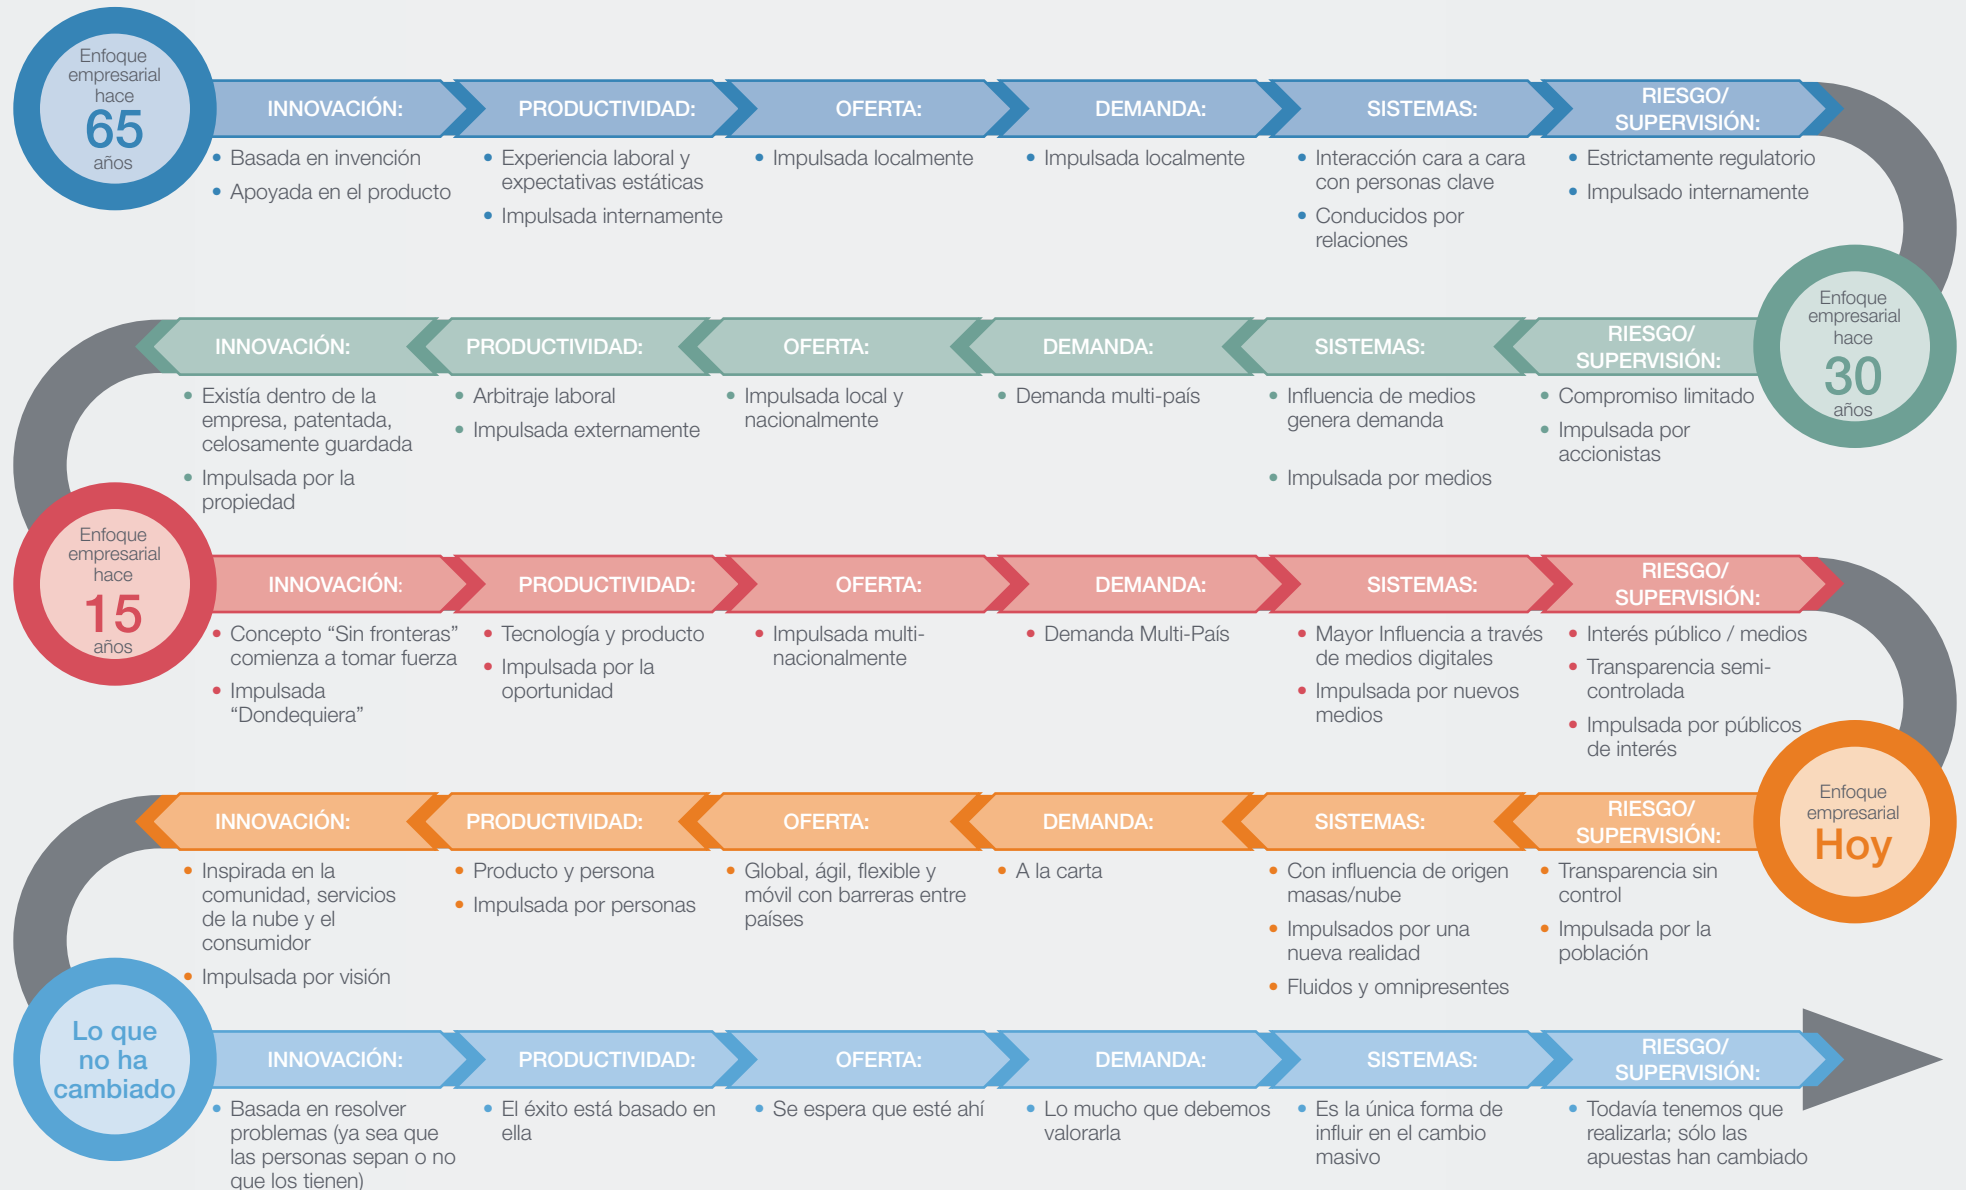 Enfoque
empresarial
hace
65
años
INNOVACIÓN:
Basada en invención
Apoyada en el producto
PRODUCTIVIDAD:
Experiencia laboral y
expectativas estáticas
Impulsada internamente
OFERTA:
Impulsada localmente
DEMANDA:
Impulsada localmente
SISTEMAS:
Interacción cara a cara
con personas clave
Conducidos por
relaciones
RIESGO/
SUPERVISIÓN:
Estrictamente regulatorio
Impulsado internamente
Enfoque
empresarial
hace
30
años
INNOVACIÓN:
Existía dentro de la
empresa, patentada,
celosamente guardada
Impulsada por la
propiedad
PRODUCTIVIDAD:
Arbitraje laboral
Impulsada externamente
OFERTA:
Impulsada local y
nacionalmente
DEMANDA:
Demanda multi-país
SISTEMAS:
Influencia de medios
genera demanda
Impulsada por medios
RIESGO/
SUPERVISIÓN:
Compromiso limitado
Impulsada por
accionistas
Enfoque
empresarial
hace
15
años
INNOVACIÓN:
Concepto “Sin fronteras”
comienza a tomar fuerza
Impulsada
“Dondequiera”
PRODUCTIVIDAD:
Tecnología y producto
Impulsada por la
oportunidad
OFERTA:
Impulsada multi-
nacionalmente
DEMANDA:
Demanda Multi-País
SISTEMAS:
Mayor Influencia a través
de medios digitales
Impulsada por nuevos
medios
RIESGO/
SUPERVISIÓN:
Interés público / medios
Transparencia semi-
controlada
Impulsada por públicos
de interés
Enfoque
empresarial
Hoy
INNOVACIÓN:
Inspirada en la
comunidad, servicios
de la nube y el
consumidor
Impulsada por visión
PRODUCTIVIDAD:
Producto y persona
Impulsada por personas
OFERTA:
Global, ágil, flexible y
móvil con barreras entre
países
DEMANDA:
A la carta
SISTEMAS:
Con influencia de origen
masas/nube
Impulsados por una
nueva realidad
Fluidos y omnipresentes
RIESGO/
SUPERVISIÓN:
Transparencia sin
control
Impulsada por la
población
Lo que
no ha
cambiado
INNOVACIÓN:
Basada en resolver
problemas (ya sea que
las personas sepan o no
que los tienen)
PRODUCTIVIDAD:
El éxito está basado en
ella
OFERTA:
Se espera que esté ahí
DEMANDA:
Lo mucho que debemos
valorarla
SISTEMAS:
Es la única forma de
influir en el cambio
masivo
RIESGO/
SUPERVISIÓN:
Todavía tenemos que
realizarla; sólo las
apuestas han cambiado